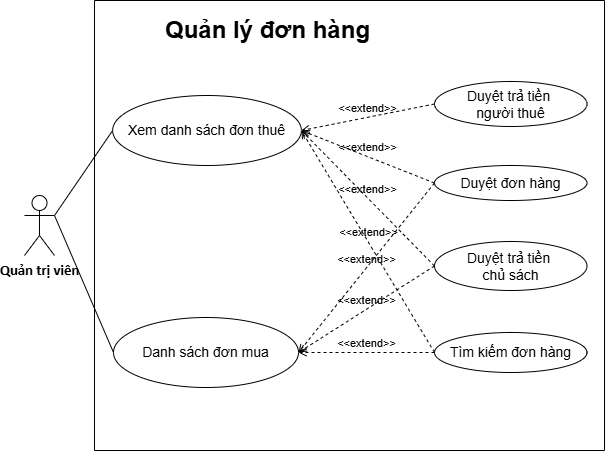 Quản lý đơn hàng
<<extend>>
Duyệt trả tiền
người thuê
Xem danh sách đơn thuê
<<extend>>
Duyệt đơn hàng
<<extend>>
<<extend>>
Quản trị viên
<<extend>>
Duyệt trả tiền
chủ sách
<<extend>>
Danh sách đơn mua
<<extend>>
Tìm kiếm đơn hàng